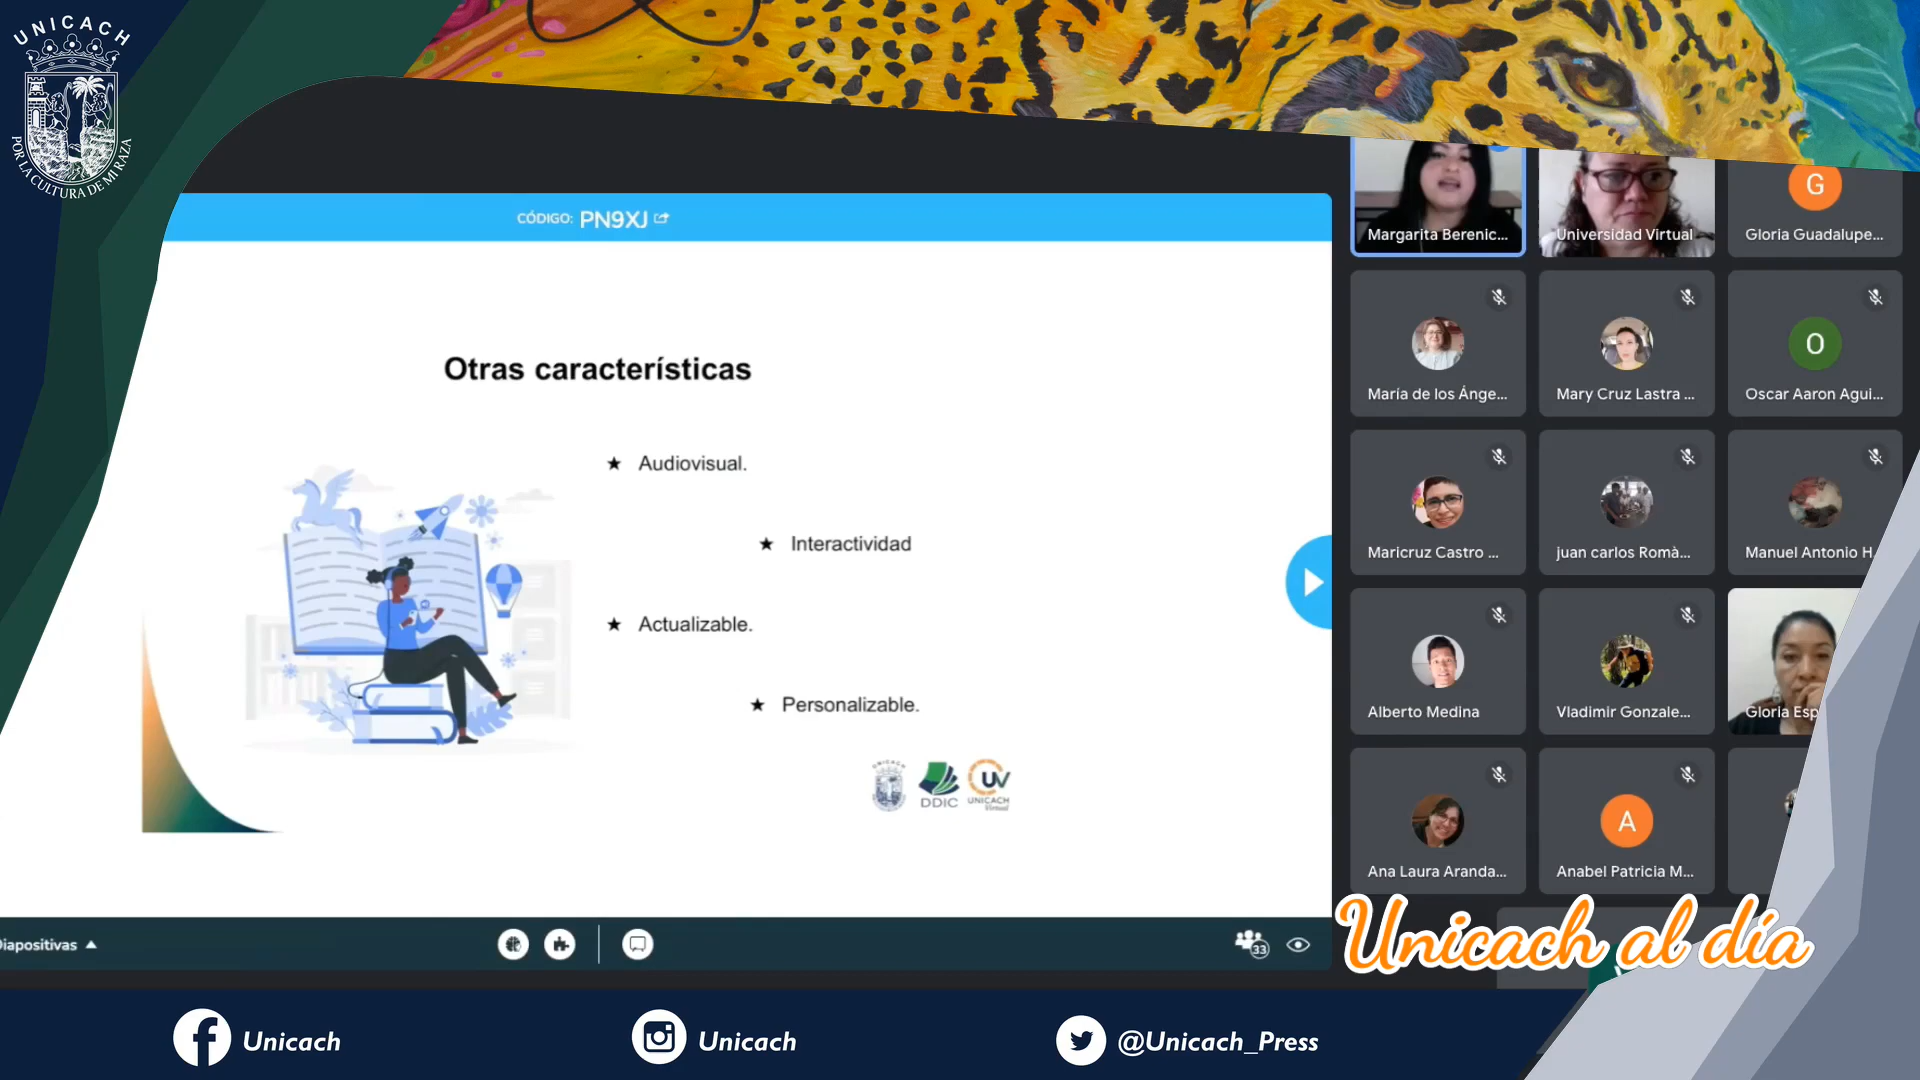 UNICACH
POR LA CULTURA DE MI RAZA
CÓDIGO: PN9XJ
Otras características
★ Audiovisual.
★ Interactividad
★ Actualizable.
★ Personalizable.
UNICACH
DDIC
UV
UNICACH
Virtual
Diapositivas
33
Margarita Berenic...
Universidad Virtual
G
Gloria Guadalupe...
María de los Ánge...
Mary Cruz Lastra ...
O
Oscar Aaron Agui...
Maricruz Castro ...
juan carlos Romà...
Manuel Antonio H
Alberto Medina
Vladimir Gonzale...
Gloria Esp
Ana Laura Aranda...
A
Anabel Patricia M...
Unicach al día
Unicach
Unicach
@Unicach_Press